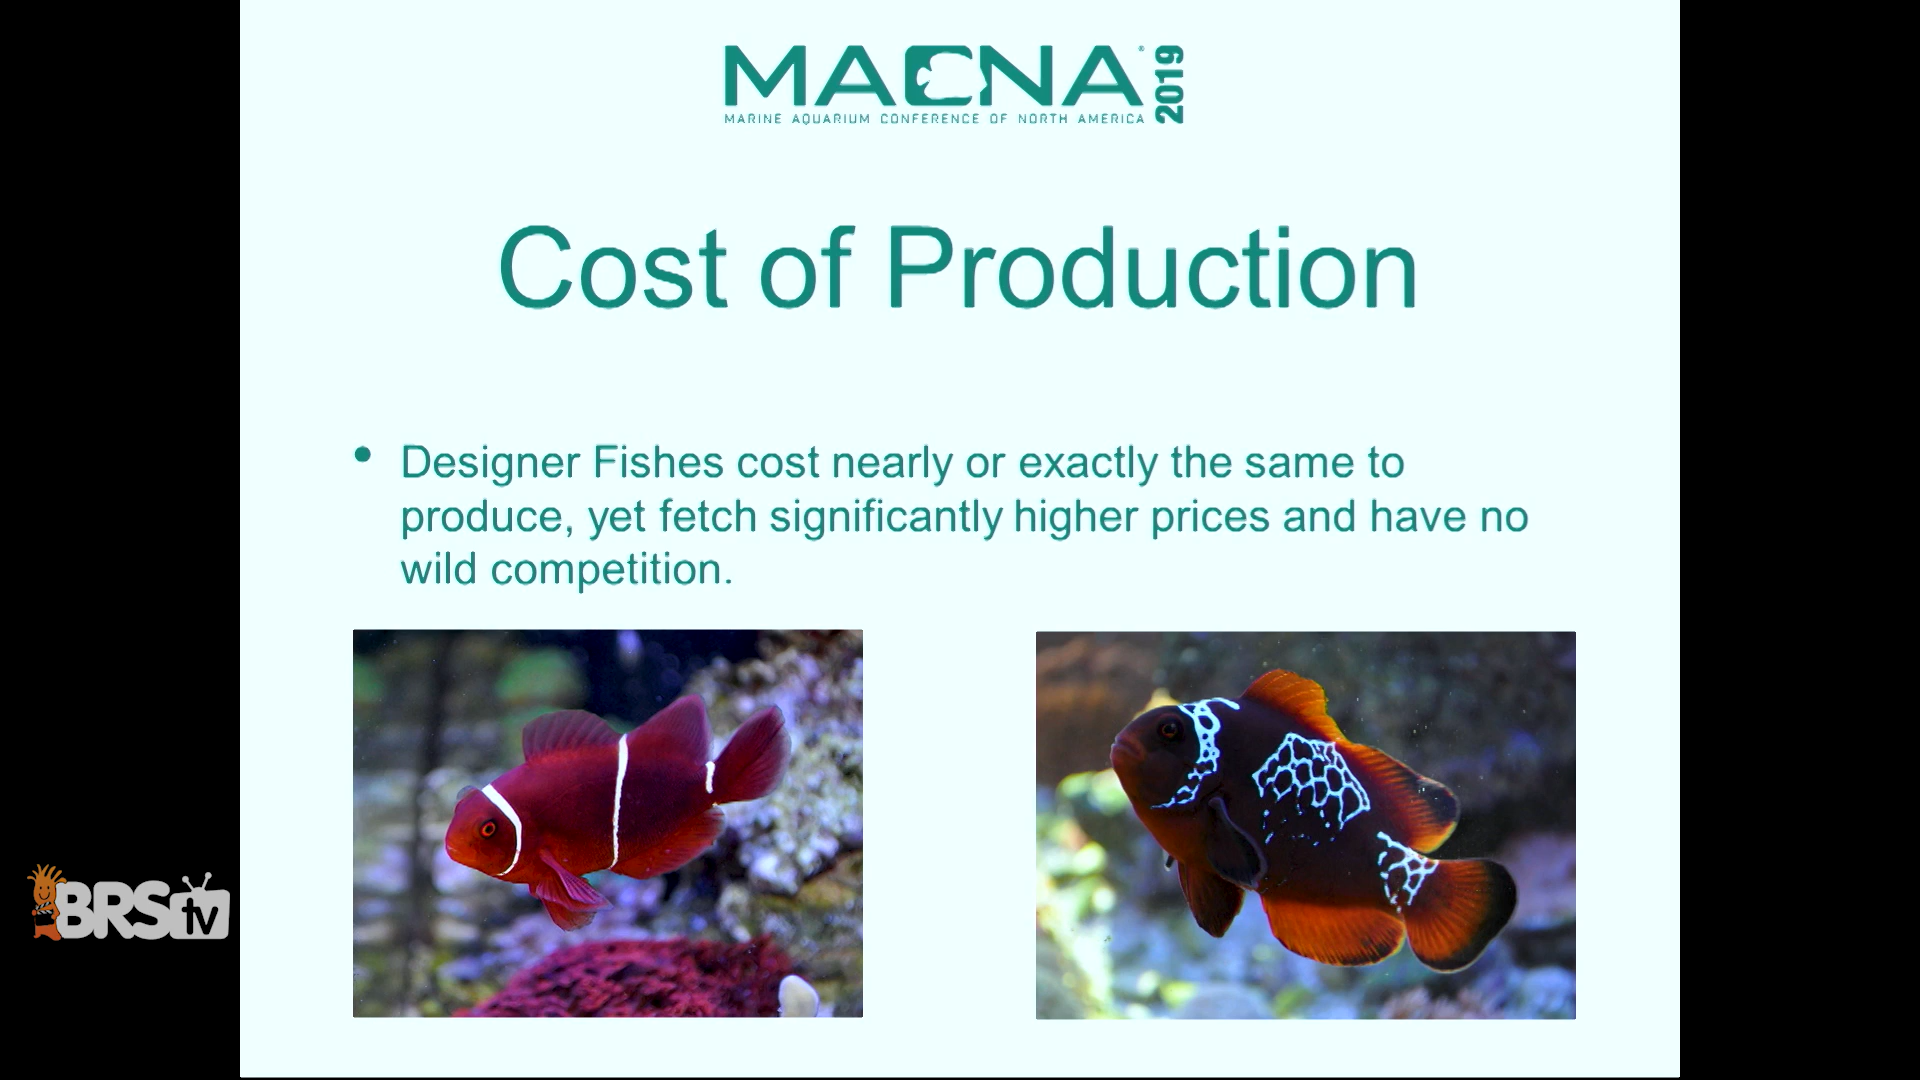 MACNA® 2019
MARINE AQUARIUM CONFERENCE OF NORTH AMERICA
Cost of Production
• Designer Fishes cost nearly or exactly the same to
produce, yet fetch significantly higher prices and have no
wild competition.
BRStv